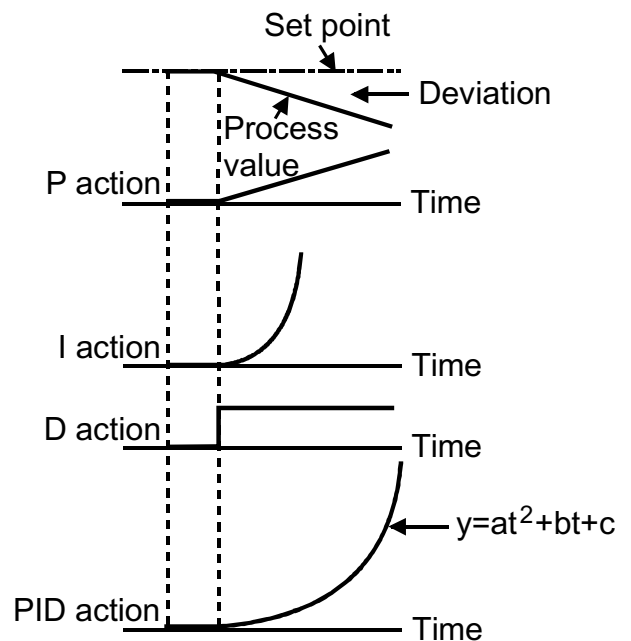 Set point
Deviation
Process
value
P action
Time
I action
Time
D action
Time
y=at²+bt+c
PID action
Time